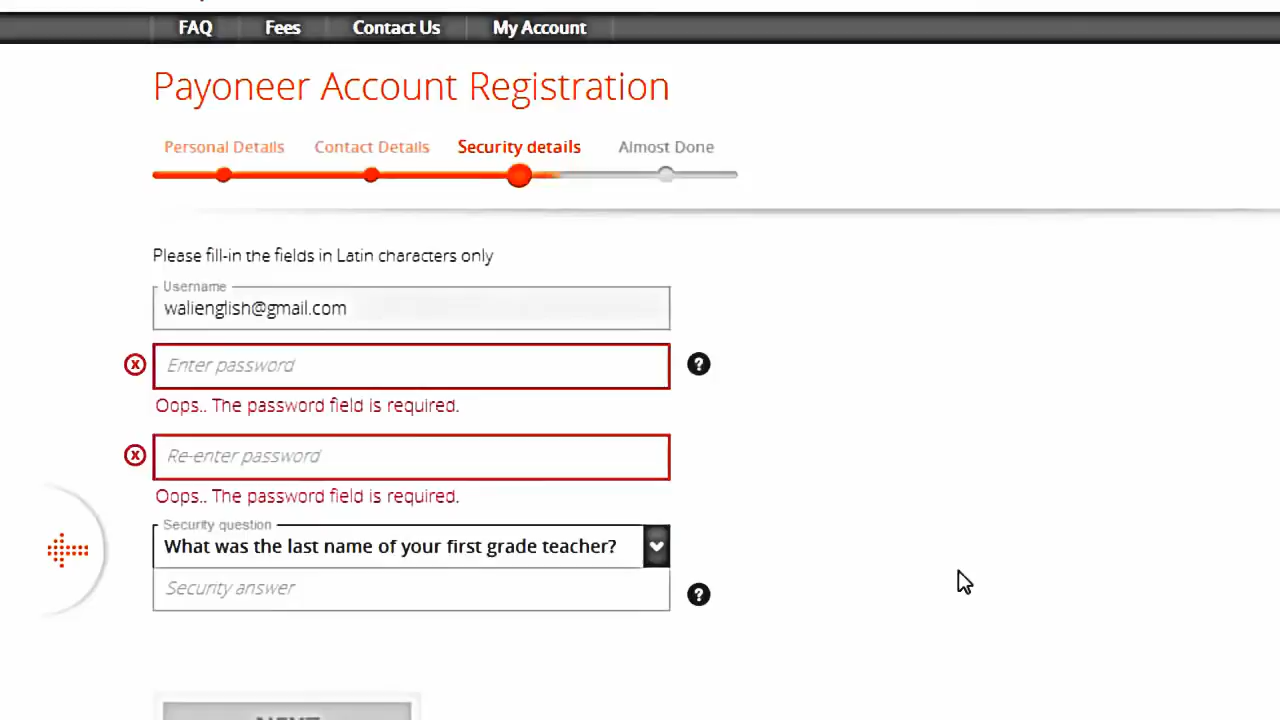 FAQ Fees Contact Us My Account
Payoneer Account Registration
Personal Details Contact Details Security details Almost Done
Please fill-in the fields in Latin characters only
Username
walienglish@gmail.com
Enter password
?
Oops.. The password field is required.
Re-enter password
Oops.. The password field is required.
Security question
What was the last name of your first grade teacher?
Security answer
?
NEXT